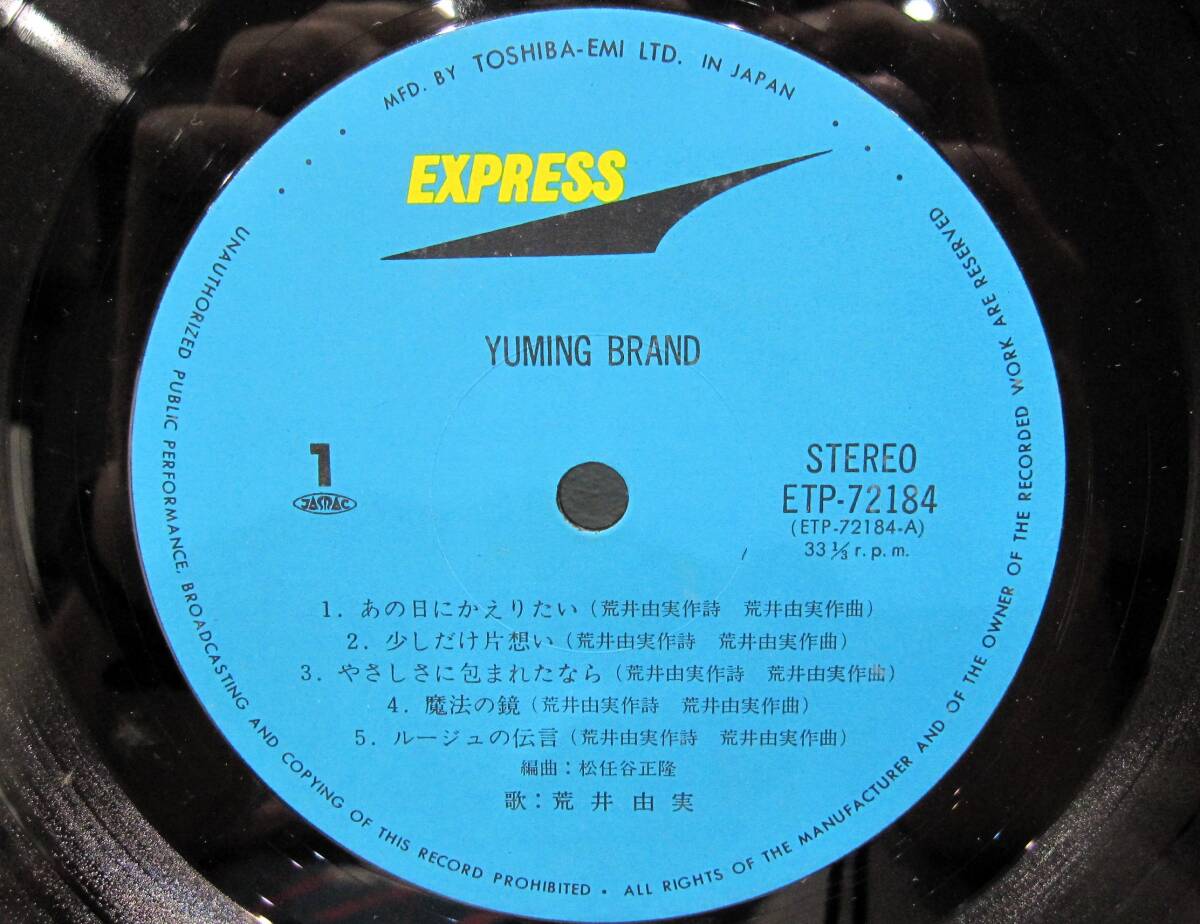 MFD. BY TOSHIBA-EMI LTD. IN JAPAN
EXPRESS
YUMING BRAND
1
JASRAC
STEREO
ETP-72184
(ETP-72184-A)
33 1/3 r.p.m.
1. あの日にかえりたい (荒井由実作詩 荒井由実作曲)
2. 少しだけ片想い (荒井由実作詩 荒井由実作曲)
3. やさしさに包まれたなら (荒井由実作詩 荒井由実作曲)
4. 魔法の鏡 (荒井由実作詩 荒井由実作曲)
5. ルージュの伝言 (荒井由実作詩 荒井由実作曲)
編曲:松任谷正隆
歌:荒井由実
UNAUTHORIZED PUBLIC PERFORMANCE, BROADCASTING AND COPYING OF THIS RECORD PROHIBITED • ALL RIGHTS OF THE MANUFACTURER AND OF THE OWNER OF THE RECORDED WORK ARE RESERVED